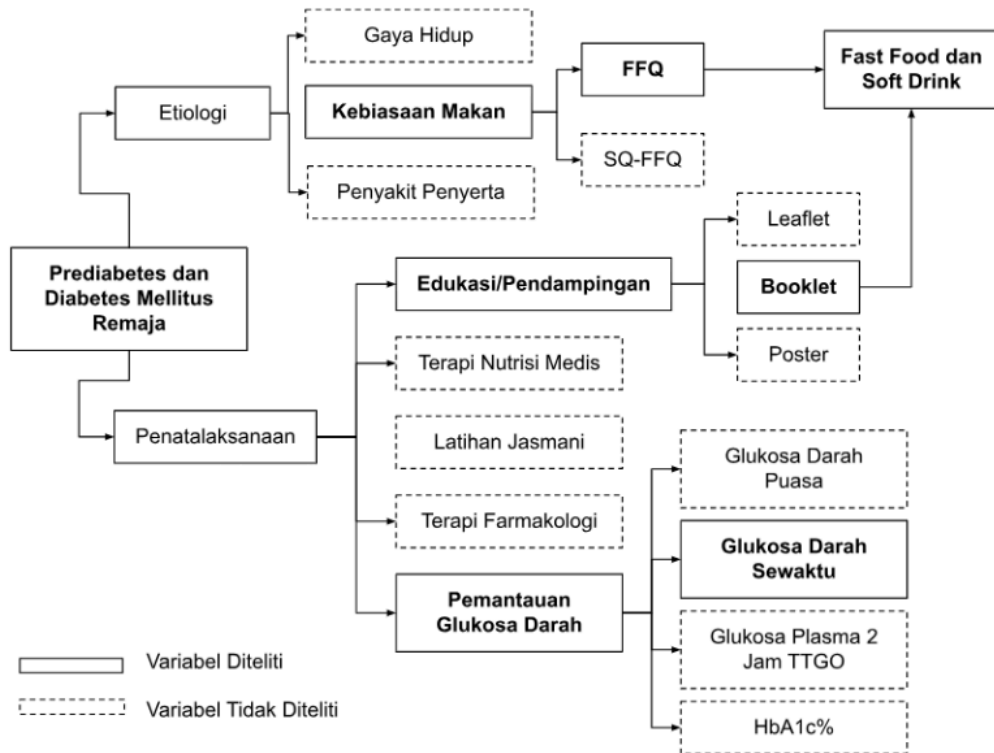 Gaya Hidup
FFQ
Fast Food dan
Soft Drink
Etiologi
Kebiasaan Makan
SQ-FFQ
Penyakit Penyerta
Leaflet
Prediabetes dan
Diabetes Mellitus
Remaja
Edukasi/Pendampingan
Booklet
Terapi Nutrisi Medis
Poster
Penatalaksanaan
Latihan Jasmani
Glukosa Darah
Puasa
Terapi Farmakologi
Glukosa Darah
Sewaktu
Pemantauan
Glukosa Darah
Glukosa Plasma 2
Jam TTGO
HbA1c%
Variabel Diteliti
Variabel Tidak Diteliti